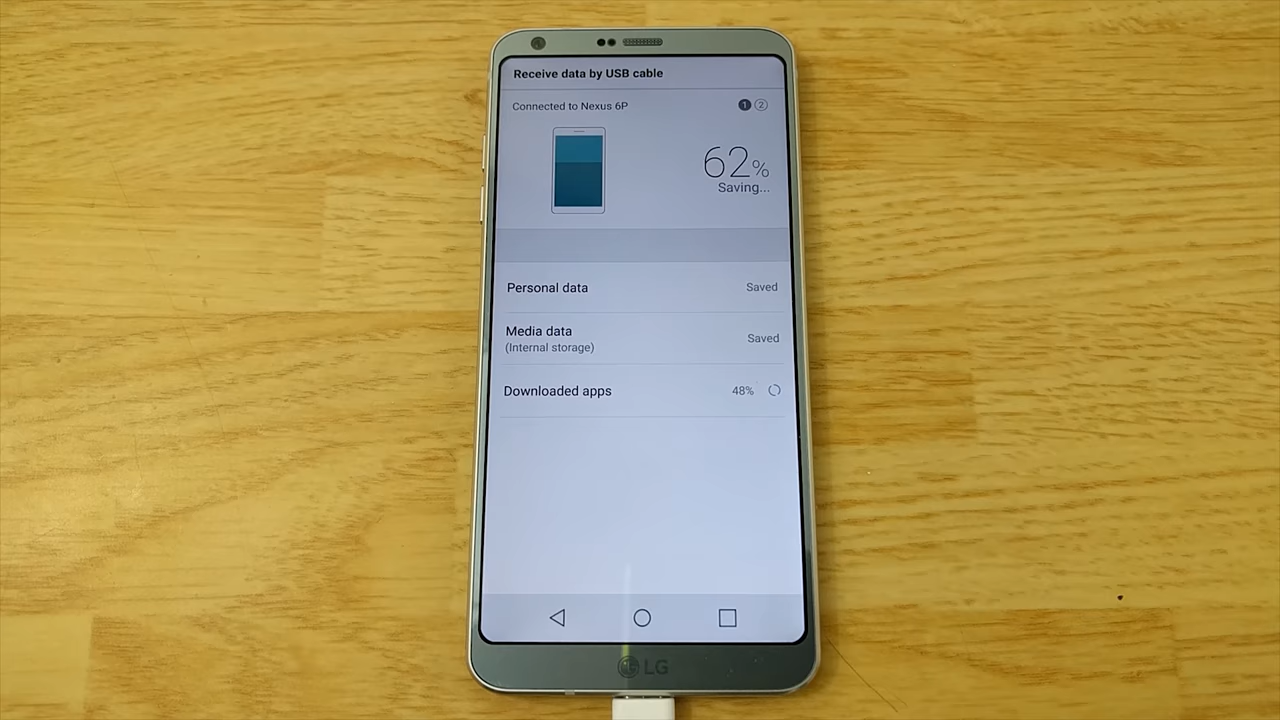 Receive data by USB cable
Connected to Nexus 6P
1 2
62%
Saving...
Personal data Saved
Media data
(Internal storage) Saved
Downloaded apps 48%
LG